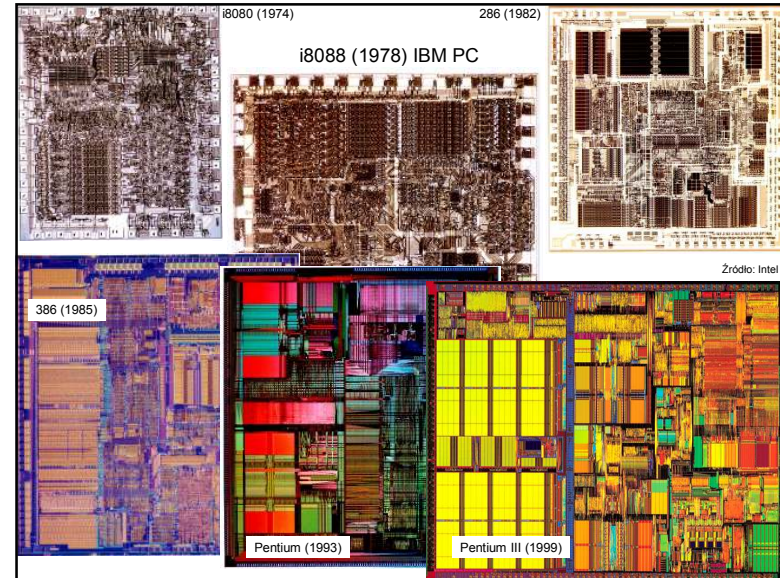 i8080 (1974)
286 (1982)
i8088 (1978) IBM PC
Źródło: Intel
386 (1985)
Pentium (1993)
Pentium III (1999)